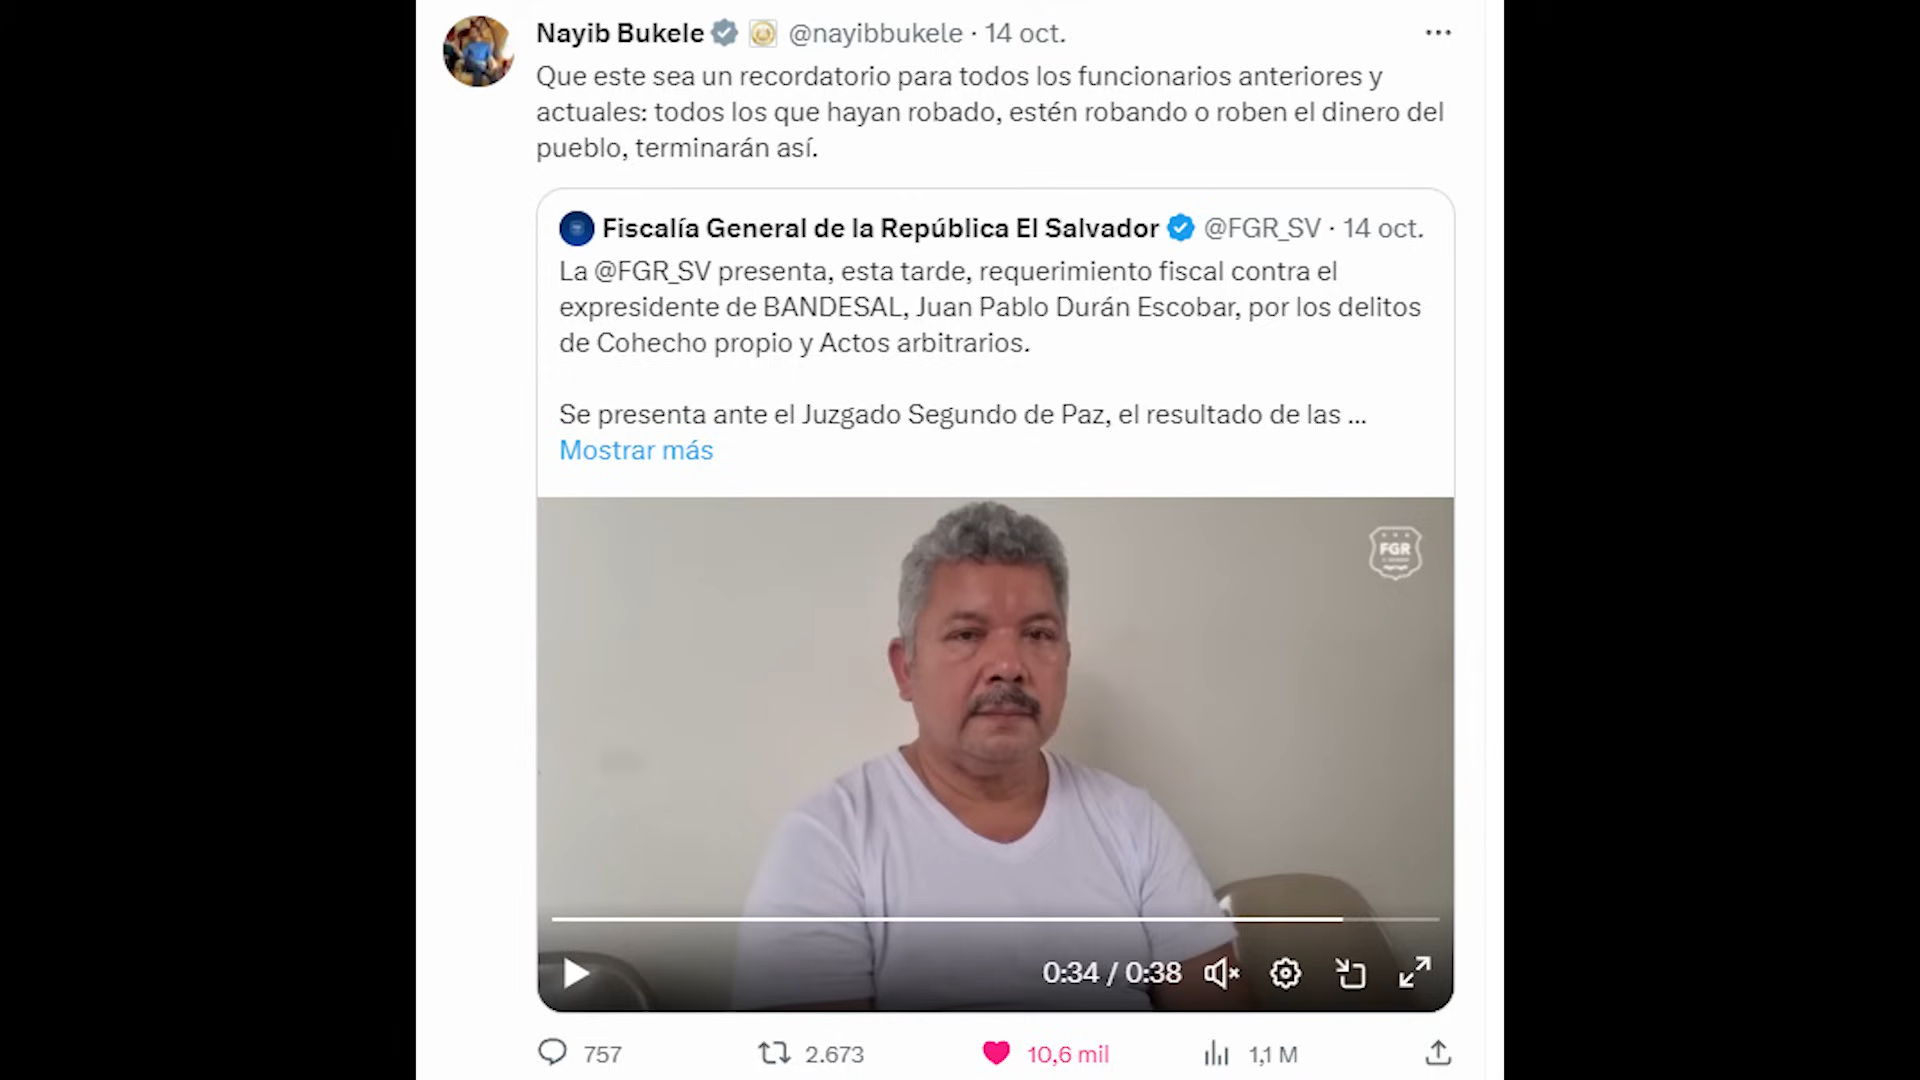 Nayib Bukele @nayibbukele · 14 oct.
Que este sea un recordatorio para todos los funcionarios anteriores y
actuales: todos los que hayan robado, estén robando o roben el dinero del
pueblo, terminarán así.
Fiscalía General de la República El Salvador @FGR_SV · 14 oct.
La @FGR_SV presenta, esta tarde, requerimiento fiscal contra el
expresidente de BANDESAL, Juan Pablo Durán Escobar, por los delitos
de Cohecho propio y Actos arbitrarios.
Se presenta ante el Juzgado Segundo de Paz, el resultado de las ...
Mostrar más
FGR
0:34 / 0:38
757 2.673 10,6 mil 1,1 M